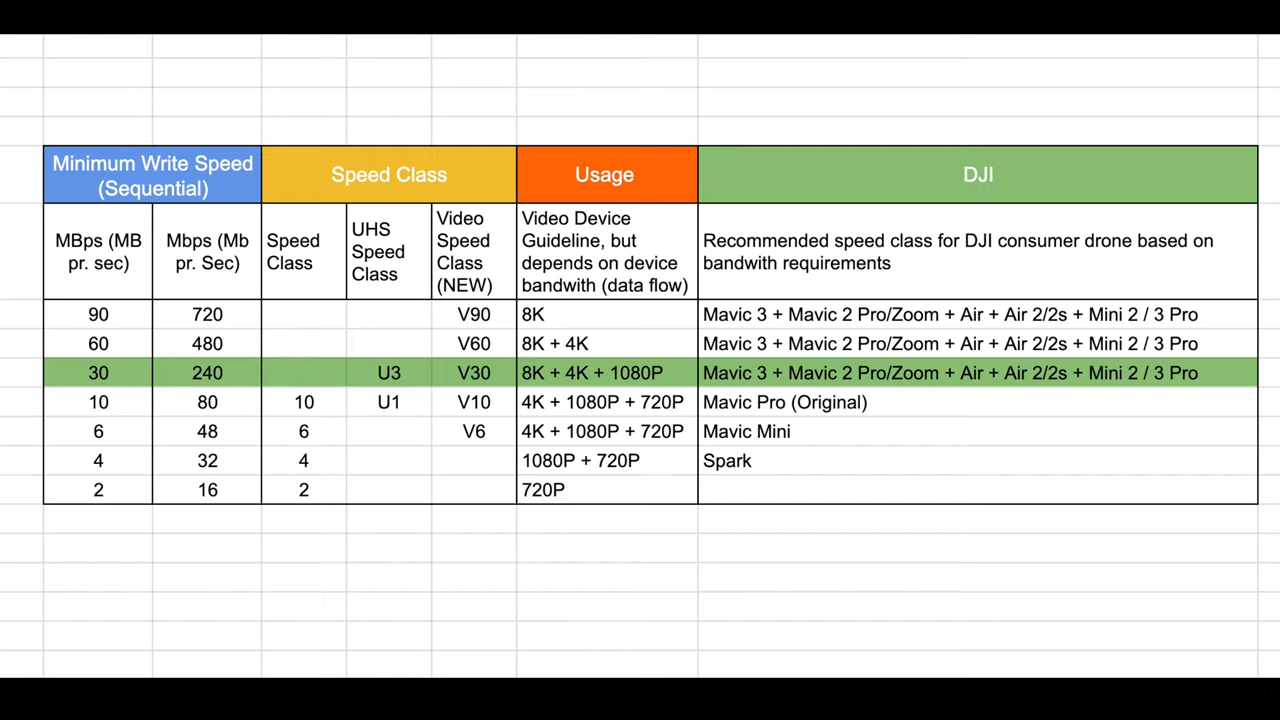 Minimum Write Speed
(Sequential)
Speed Class
Usage
DJI
MBps (MB
pr. sec)
Mbps (Mb
pr. Sec)
Speed
Class
UHS
Speed
Class
Video
Speed
Class
(NEW)
Video Device
Guideline, but
depends on device
bandwith (data flow)
Recommended speed class for DJI consumer drone based on
bandwith requirements
90 720 V90 8K Mavic 3 + Mavic 2 Pro/Zoom + Air + Air 2/2s + Mini 2 / 3 Pro
60 480 V60 8K + 4K Mavic 3 + Mavic 2 Pro/Zoom + Air + Air 2/2s + Mini 2 / 3 Pro
30 240 U3 V30 8K + 4K + 1080P Mavic 3 + Mavic 2 Pro/Zoom + Air + Air 2/2s + Mini 2 / 3 Pro
10 80 10 U1 V10 4K + 1080P + 720P Mavic Pro (Original)
6 48 6 V6 4K + 1080P + 720P Mavic Mini
4 32 4 1080P + 720P Spark
2 16 2 720P